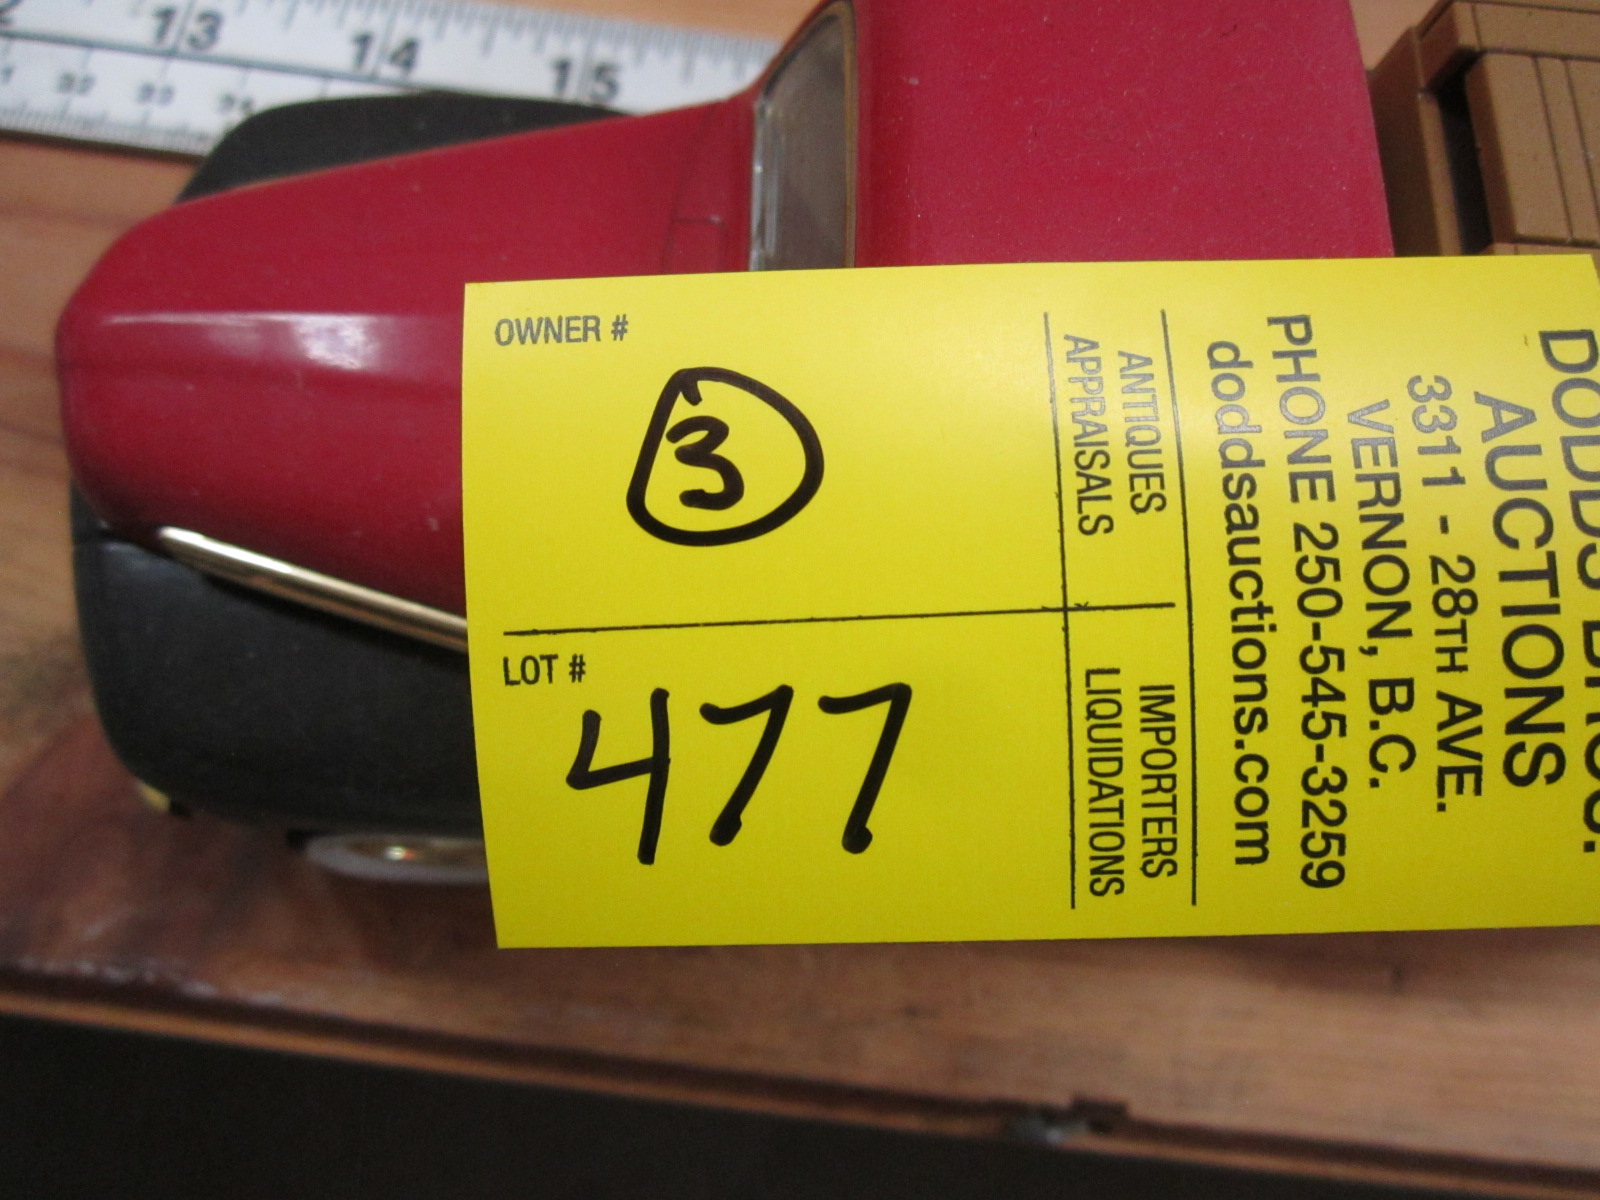 13 14 15
OWNER #
3
LOT #
477
ANTIQUES
APPRAISALS
IMPORTERS
LIQUIDATIONS
DODDS
AUCTIONS
3311 - 28TH AVE.
VERNON, B.C.
PHONE 250-545-3259
doddsauctions.com